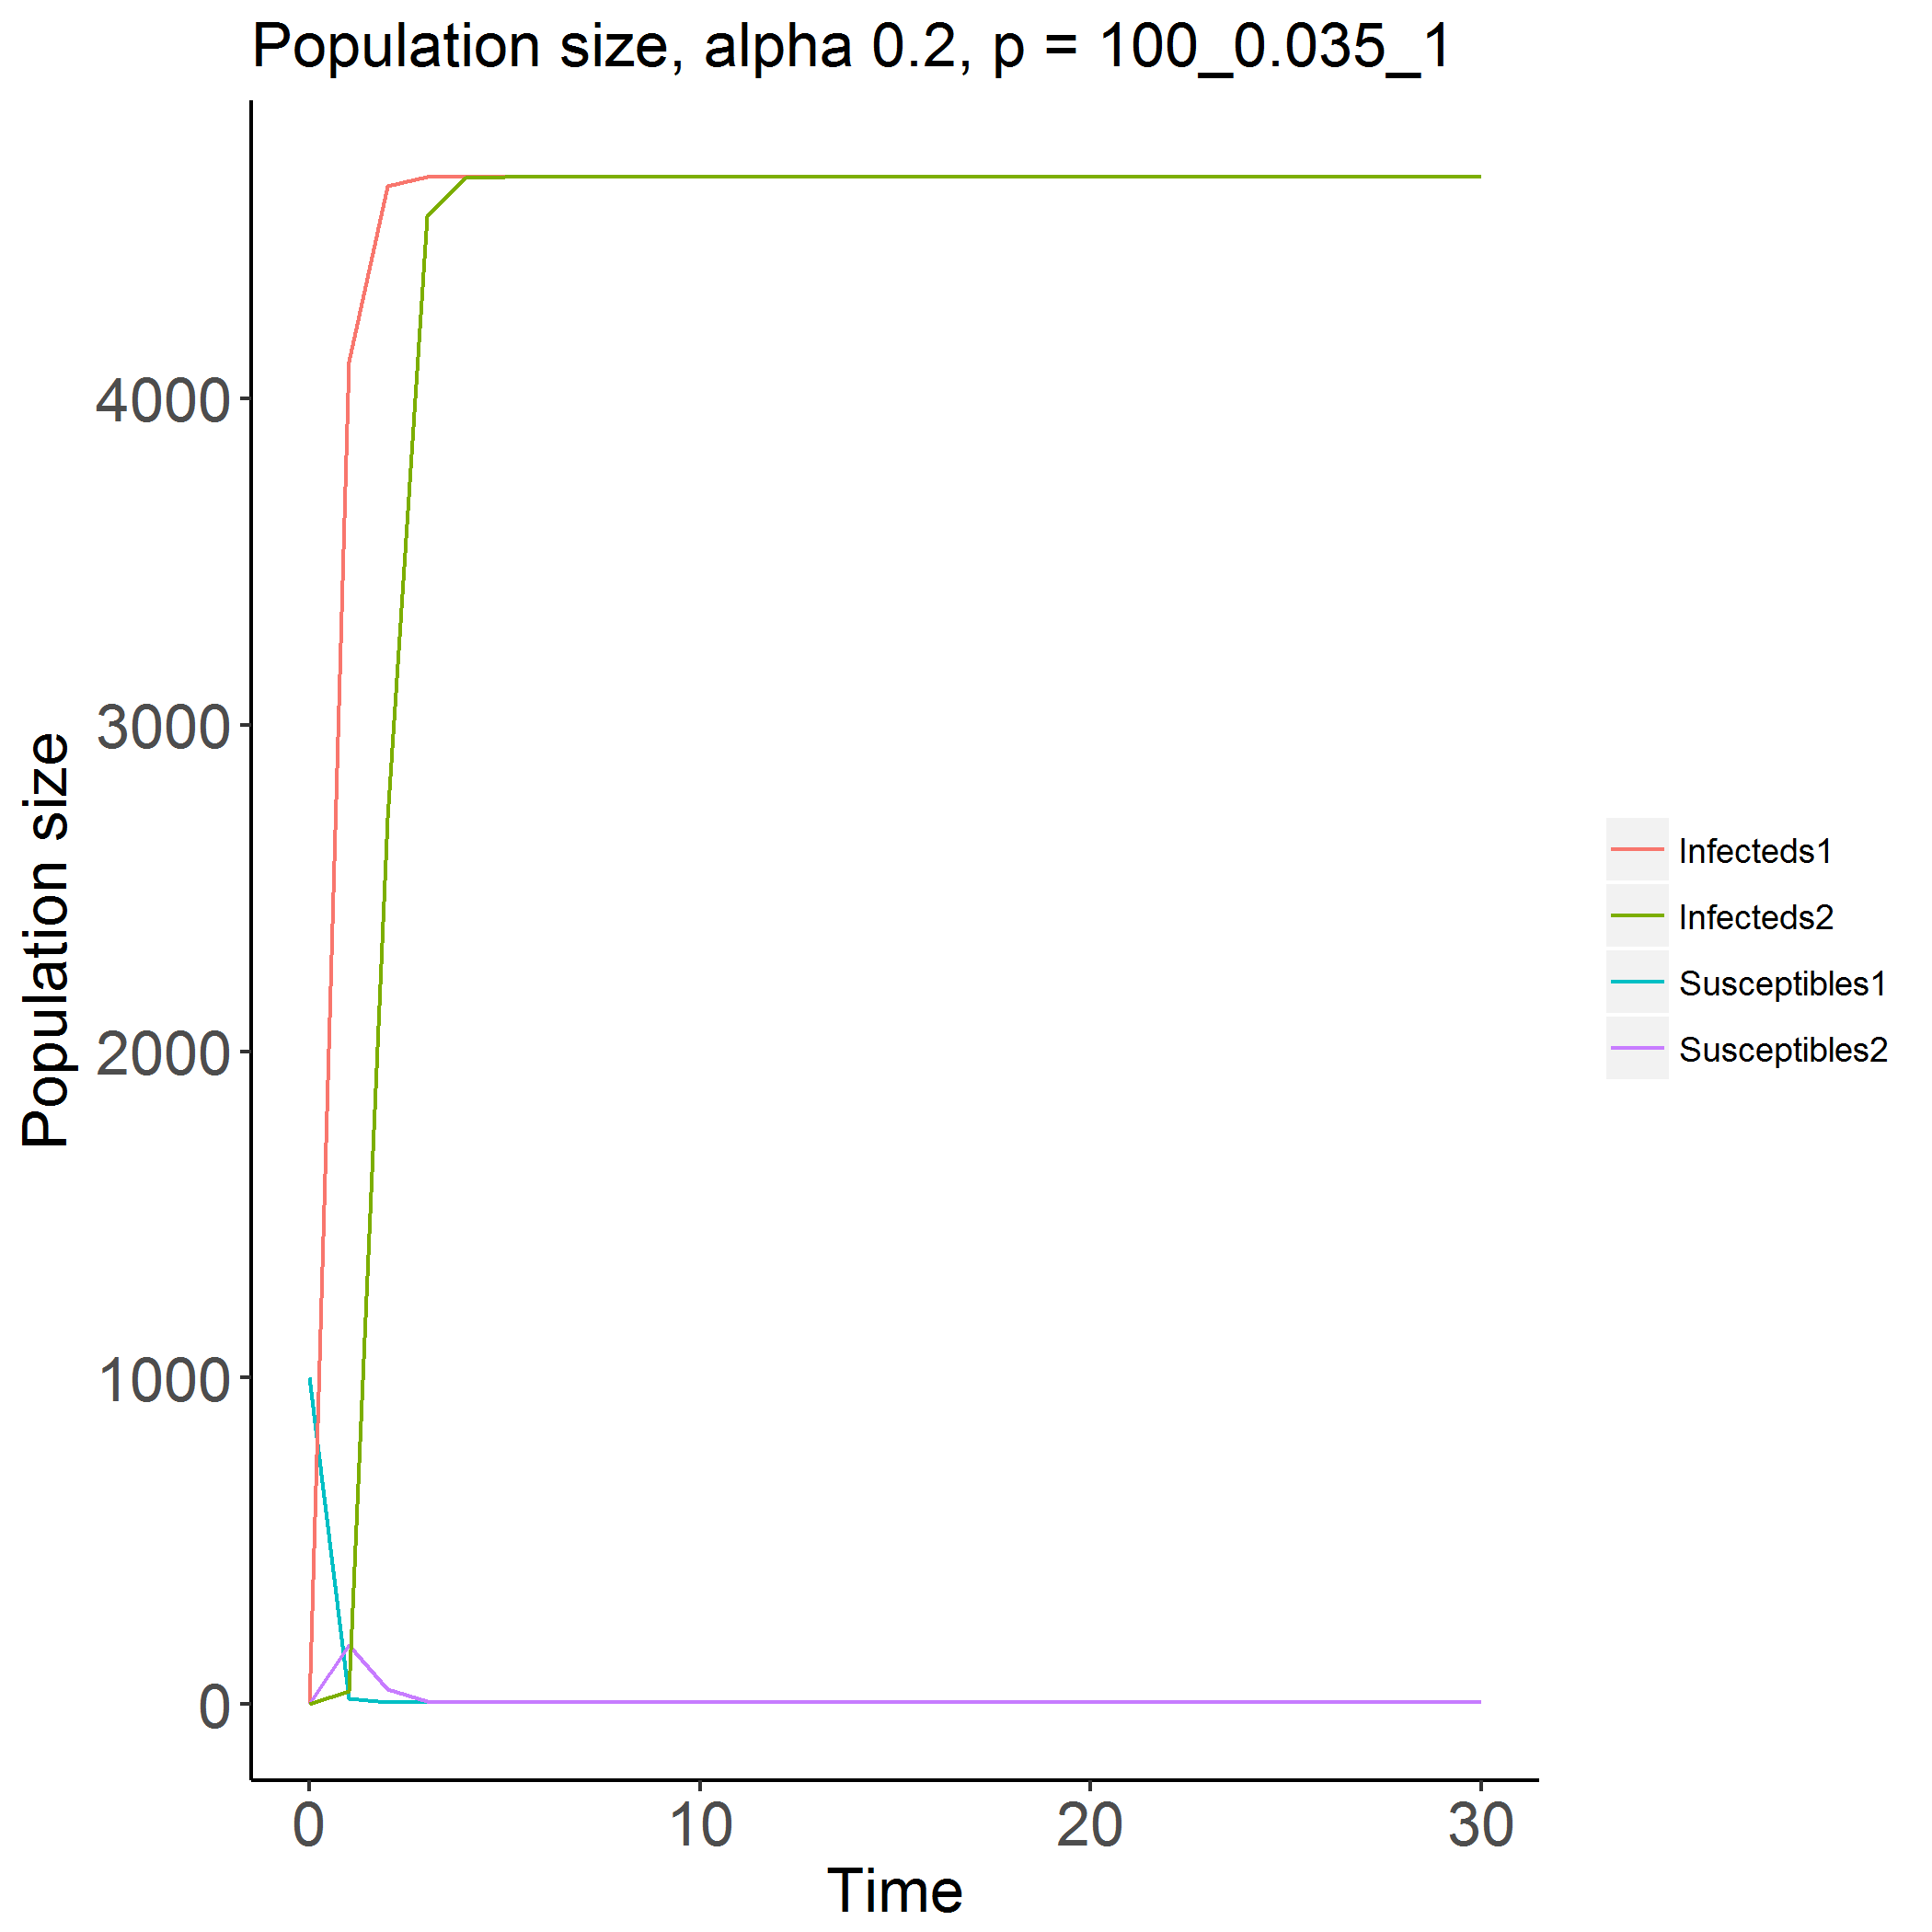 Population size, alpha 0.2, p = 100_0.035_1
Population size
4000
3000
2000
1000
0
0 10 20 30
Time
Infecteds1
Infecteds2
Susceptibles1
Susceptibles2